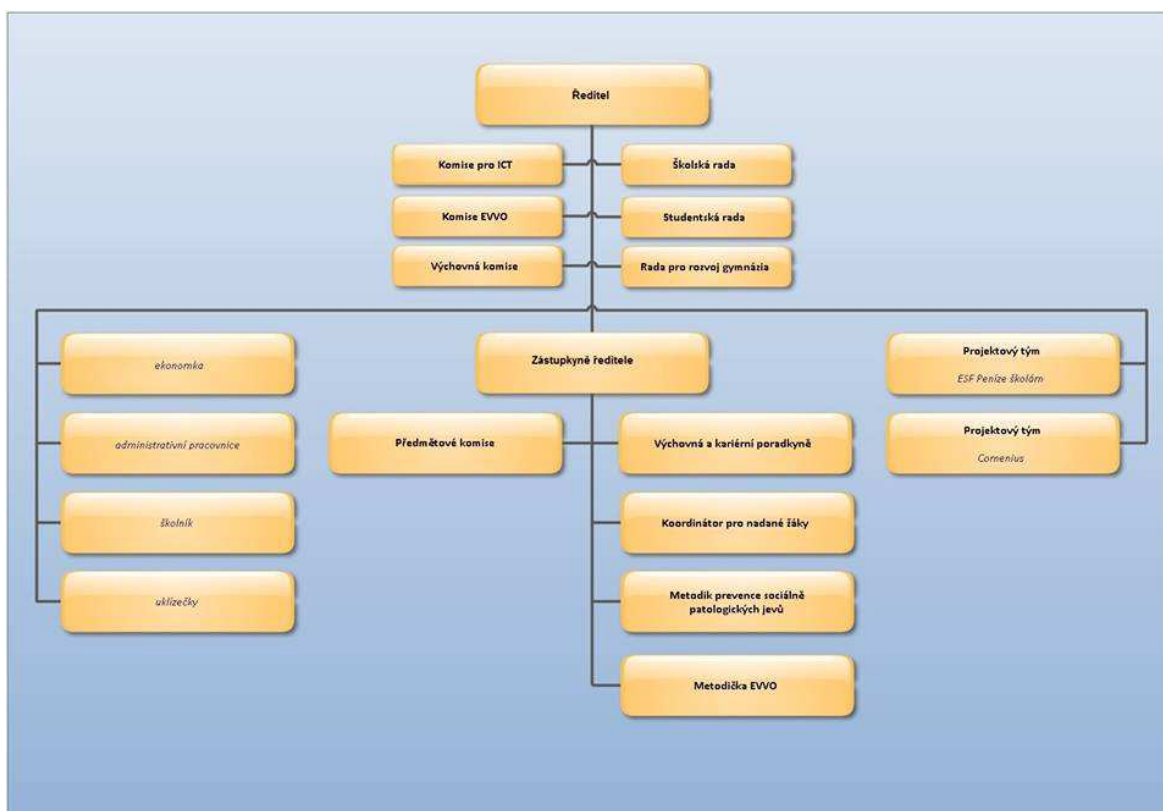 Ředitel
Komise pro ICT
Školská rada
Komise EVVO
Studentská rada
Výchovná komise
Rada pro rozvoj gymnázia
ekonomka
Zástupkyně ředitele
Projektový tým
ESF Peníze školám
administrativní pracovnice
Předmětové komise
Výchovná a kariérní poradkyně
Projektový tým
Comenius
školník
Koordinátor pro nadané žáky
uklízečky
Metodik prevence sociálně
patologických jevů
Metodička EVVO